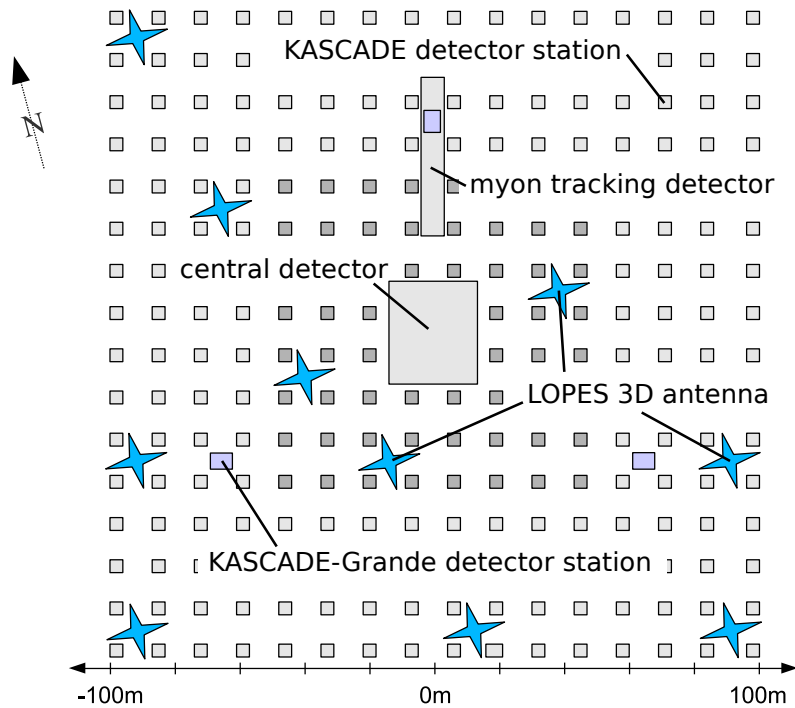 KASCADE detector station
N
myon tracking detector
central detector
LOPES 3D antenna
KASCADE-Grande detector station
-100m
0m
100m